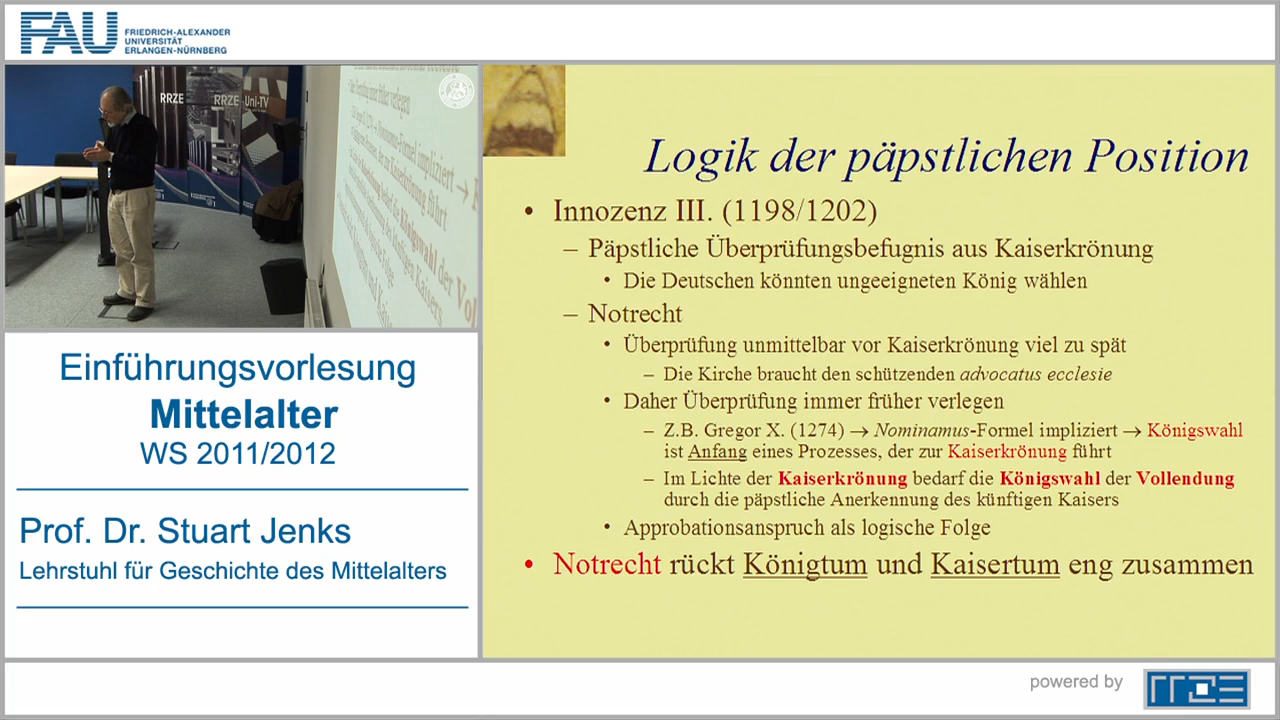 FAU
FRIEDRICH-ALEXANDER
UNIVERSITÄT
ERLANGEN-NÜRNBERG
RRZE
RRZE
Uni-TV
Einführungsvorlesung
Mittelalter
WS 2011/2012
Prof. Dr. Stuart Jenks
Lehrstuhl für Geschichte des Mittelalters
Logik der päpstlichen Position
• Innozenz III. (1198/1202)
– Päpstliche Überprüfungsbefugnis aus Kaiserkrönung
• Die Deutschen könnten ungeeigneten König wählen
– Notrecht
• Überprüfung unmittelbar vor Kaiserkrönung viel zu spät
– Die Kirche braucht den schützenden advocatus ecclesie
• Daher Überprüfung immer früher verlegen
– Z.B. Gregor X. (1274) → Nominamus-Formel impliziert → Königswahl
ist Anfang eines Prozesses, der zur Kaiserkrönung führt
– Im Lichte der Kaiserkrönung bedarf die Königswahl der Vollendung
durch die päpstliche Anerkennung des künftigen Kaisers
• Approbationsanspruch als logische Folge
• Notrecht rückt Königtum und Kaisertum eng zusammen
powered by
rrze